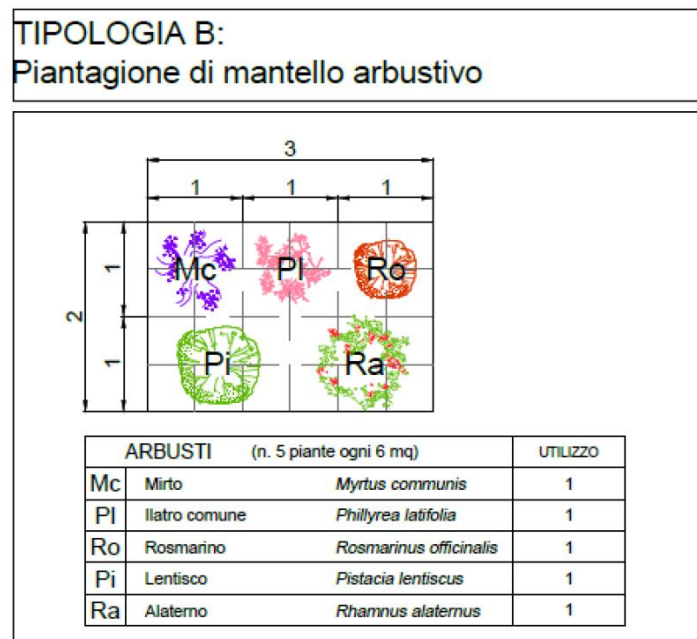 TIPOLOGIA B:
Piantagione di mantello arbustivo
3
1 1 1
2
1
1
Mc Pl Ro
Pi Ra
ARBUSTI (n. 5 piante ogni 6 mq) UTILIZZO
Mc Mirto Myrtus communis 1
Pl Ilatro comune Phillyrea latifolia 1
Ro Rosmarino Rosmarinus officinalis 1
Pi Lentisco Pistacia lentiscus 1
Ra Alaterno Rhamnus alaternus 1